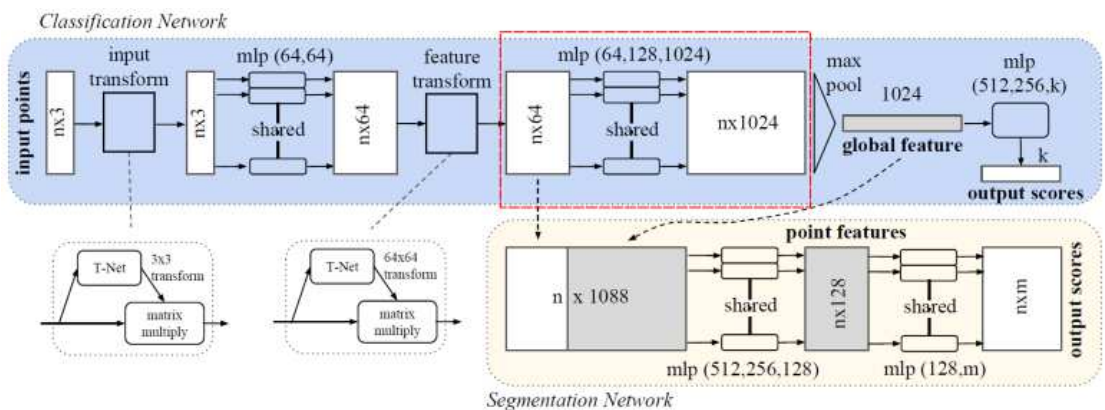 Classification Network
input points
nx3
input
transform
nx3
mlp (64,64)
shared
nx64
feature
transform
nx64
mlp (64,128,1024)
shared
nx1024
max
pool
1024
global feature
mlp
(512,256,k)
k
output scores
T-Net
3x3
transform
matrix
multiply
T-Net
64x64
transform
matrix
multiply
point features
n x 1088
shared
mlp (512,256,128)
nx128
shared
mlp (128,m)
nxm
output scores
Segmentation Network